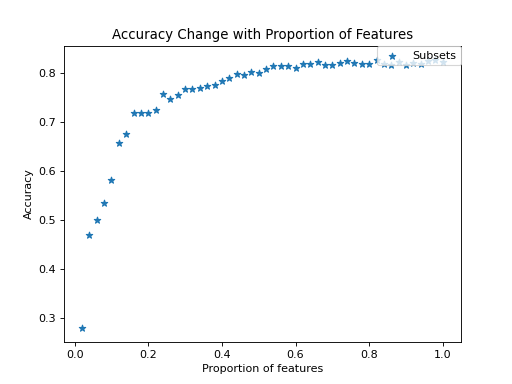 Accuracy Change with Proportion of Features
Subsets
0.8
0.7
0.6
0.5
0.4
0.3
Accuracy
0.0 0.2 0.4 0.6 0.8 1.0
Proportion of features